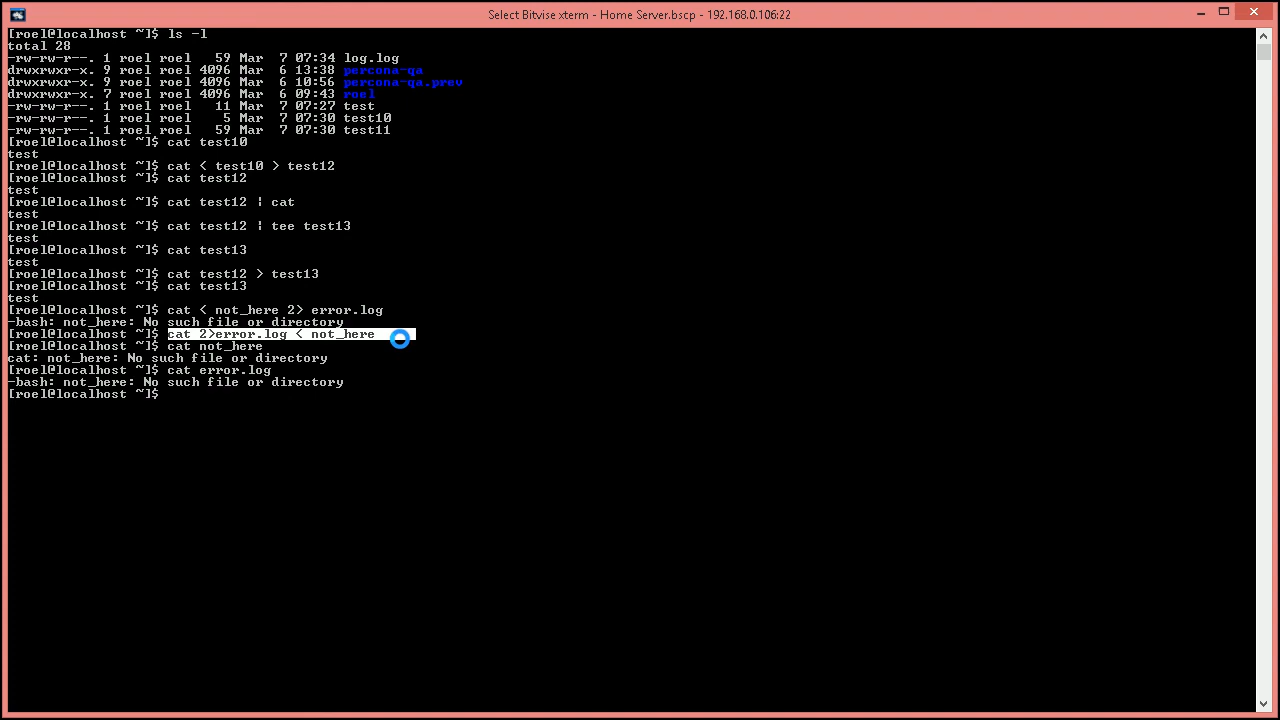 Select Bitvise xterm - Home Server.bscp - 192.168.0.106:22
[roel@localhost ~]$ ls -l
total 28
-rw-rw-r--. 1 roel roel   59 Mar  7 07:34 log.log
drwxrwxr-x. 9 roel roel 4096 Mar  6 13:38 percona-qa
drwxrwxr-x. 9 roel roel 4096 Mar  6 10:56 percona-qa.prev
drwxrwxr-x. 7 roel roel 4096 Mar  6 09:43 roel
-rw-rw-r--. 1 roel roel   11 Mar  7 07:27 test
-rw-rw-r--. 1 roel roel    5 Mar  7 07:30 test10
-rw-rw-r--. 1 roel roel   59 Mar  7 07:30 test11
[roel@localhost ~]$ cat test10
test
[roel@localhost ~]$ cat < test10 > test12
[roel@localhost ~]$ cat test12
test
[roel@localhost ~]$ cat test12 | cat
test
[roel@localhost ~]$ cat test12 | tee test13
test
[roel@localhost ~]$ cat test13
test
[roel@localhost ~]$ cat test12 > test13
[roel@localhost ~]$ cat test13
test
[roel@localhost ~]$ cat < not_here 2> error.log
-bash: not_here: No such file or directory
[roel@localhost ~]$ cat 2>error.log < not_here
[roel@localhost ~]$ cat not_here
cat: not_here: No such file or directory
[roel@localhost ~]$ cat error.log
-bash: not_here: No such file or directory
[roel@localhost ~]$